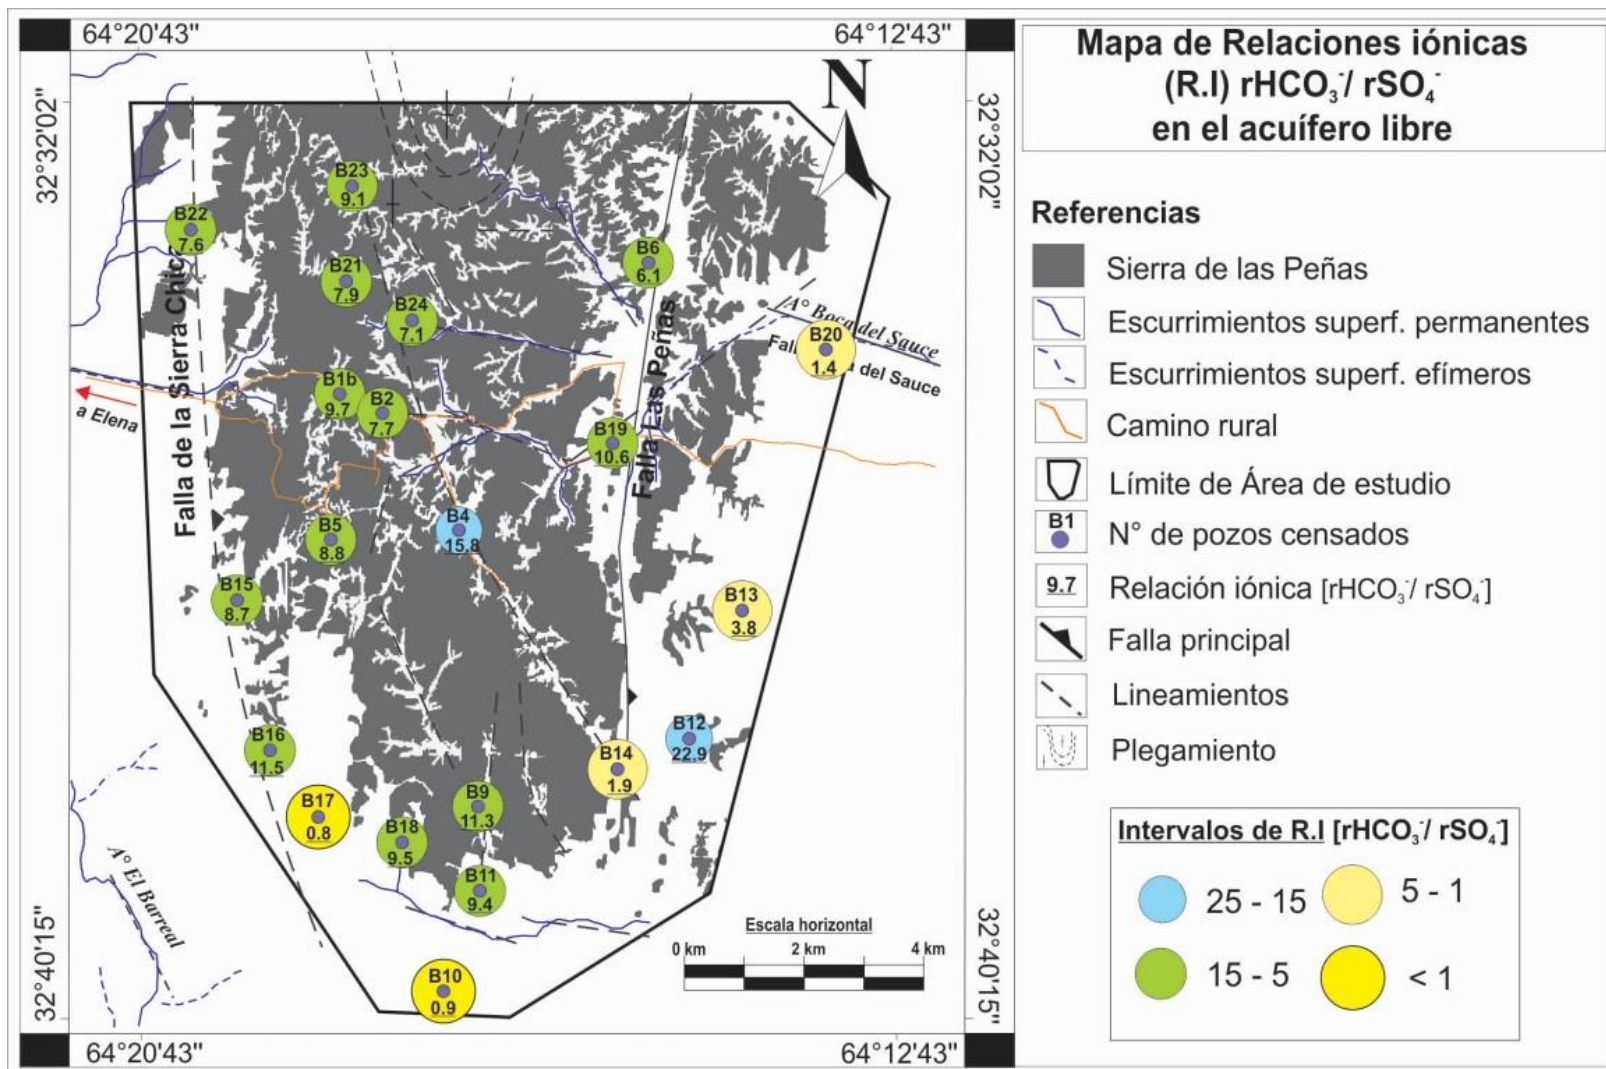 64°20'43"
64°12'43"
32°32'02"
32°32'02"
N
B23
9.1
B22
7.6
B6
6.1
B21
7.9
B24
7.1
A° Boca del Sauce
B20
1.4
del Sauce
B1b
9.7
B2
7.7
a Elena
B19
10.6
Falla de la Sierra Chica
Falla Las Peñas
B4
15.8
B5
8.8
B15
8.7
B13
3.8
B16
11.5
B12
22.9
B14
1.9
B17
0.8
B9
11.3
B18
9.5
B11
9.4
A° El Barreal
B10
0.9
Escala horizontal
0 km 2 km 4 km
32°40'15"
32°40'15"
64°20'43"
64°12'43"
Mapa de Relaciones iónicas
(R.I) rHCO₃⁻/ rSO₄⁻
en el acuífero libre
Referencias
Sierra de las Peñas
Escurrimientos superf. permanentes
Escurrimientos superf. efímeros
Camino rural
Límite de Área de estudio
B1 N° de pozos censados
9.7 Relación iónica [rHCO₃⁻/ rSO₄⁻]
Falla principal
Lineamientos
Plegamiento
Intervalos de R.I [rHCO₃⁻/ rSO₄⁻]
25 - 15
5 - 1
15 - 5
< 1